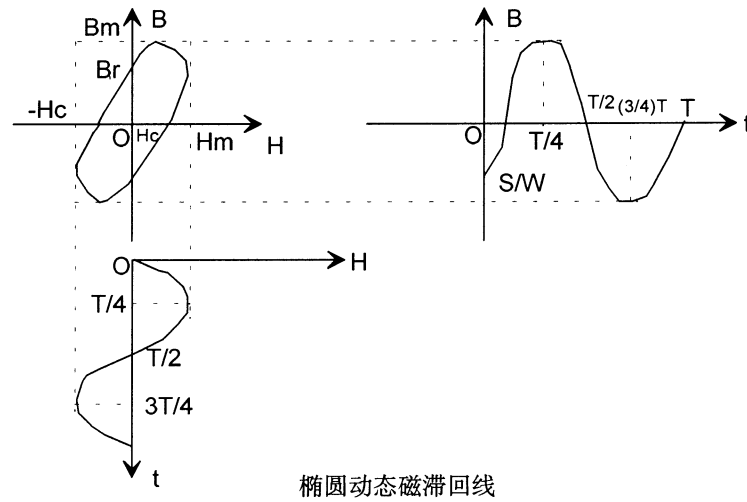 Bm B
Br
-Hc
O Hc Hm H
B
T/2 (3/4)T T t
O T/4
S/W
O H
T/4
T/2
3T/4
t
椭圆动态磁滞回线